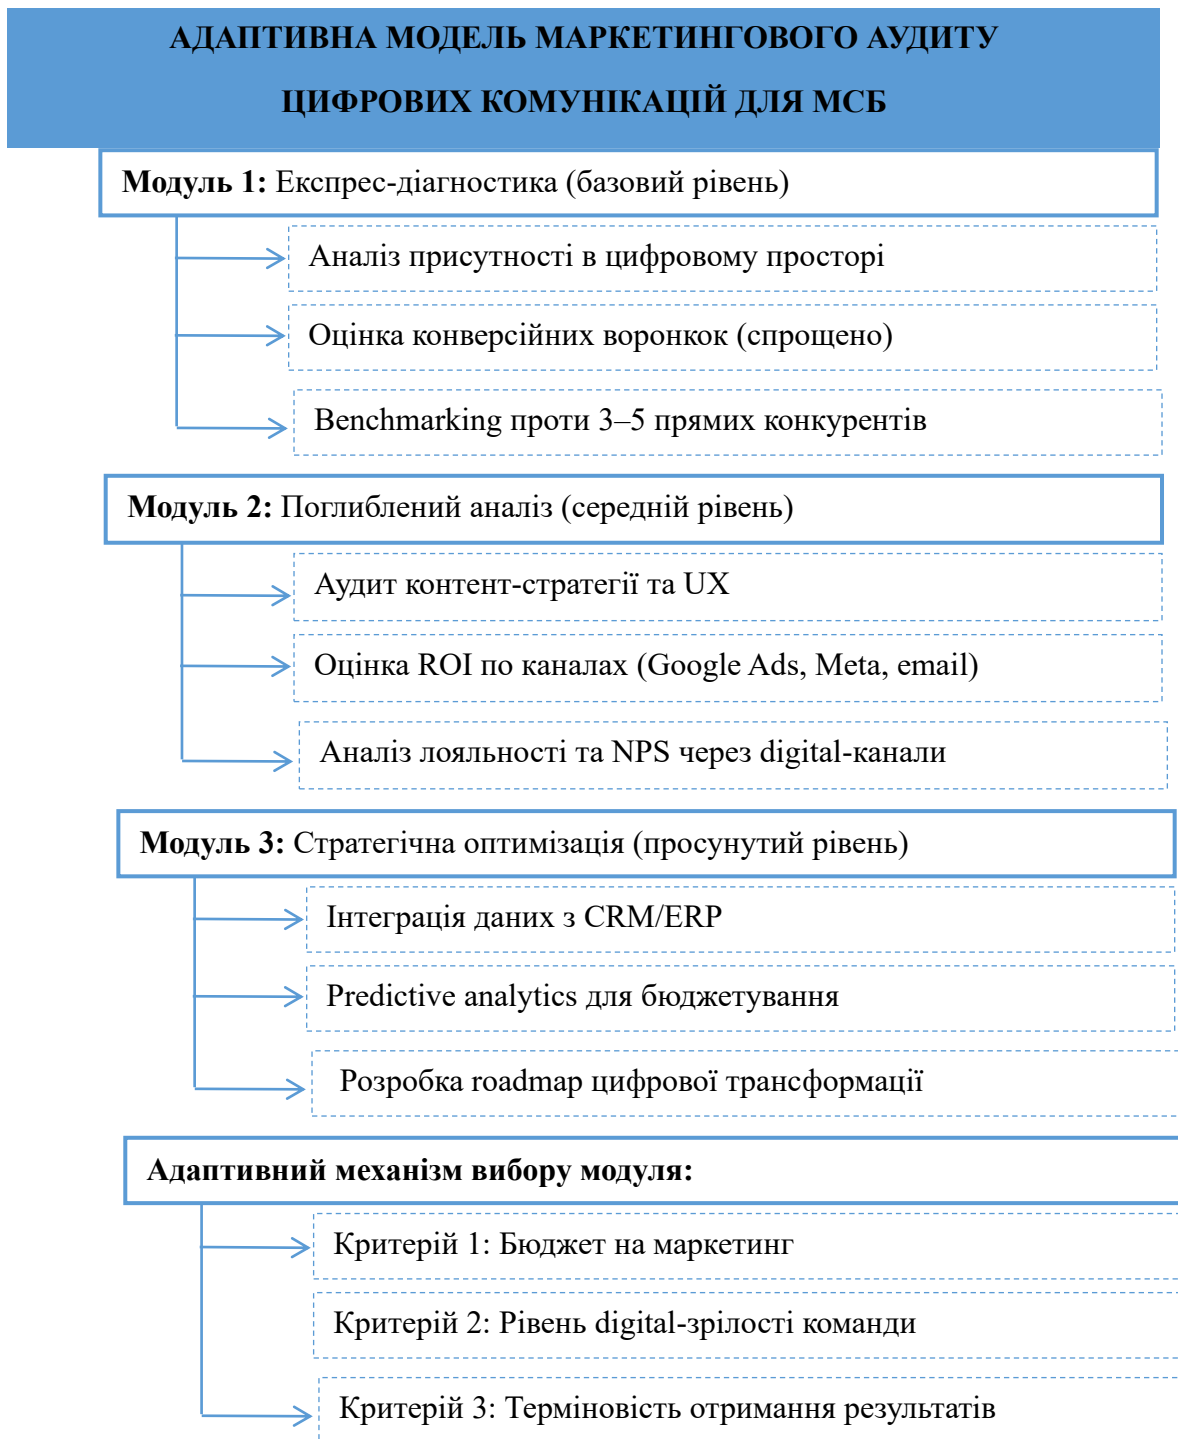 АДАПТИВНА МОДЕЛЬ МАРКЕТИНГОВОГО АУДИТУ
ЦИФРОВИХ КОМУНІКАЦІЙ ДЛЯ МСБ
Модуль 1: Експрес-діагностика (базовий рівень)
Аналіз присутності в цифровому просторі
Оцінка конверсійних воронкок (спрощено)
Benchmarking проти 3–5 прямих конкурентів
Модуль 2: Поглиблений аналіз (середній рівень)
Аудит контент-стратегії та UX
Оцінка ROI по каналах (Google Ads, Meta, email)
Аналіз лояльності та NPS через digital-канали
Модуль 3: Стратегічна оптимізація (просунутий рівень)
Інтеграція даних з CRM/ERP
Predictive analytics для бюджетування
Розробка roadmap цифрової трансформації
Адаптивний механізм вибору модуля:
Критерій 1: Бюджет на маркетинг
Критерій 2: Рівень digital-зрілості команди
Критерій 3: Терміновість отримання результатів